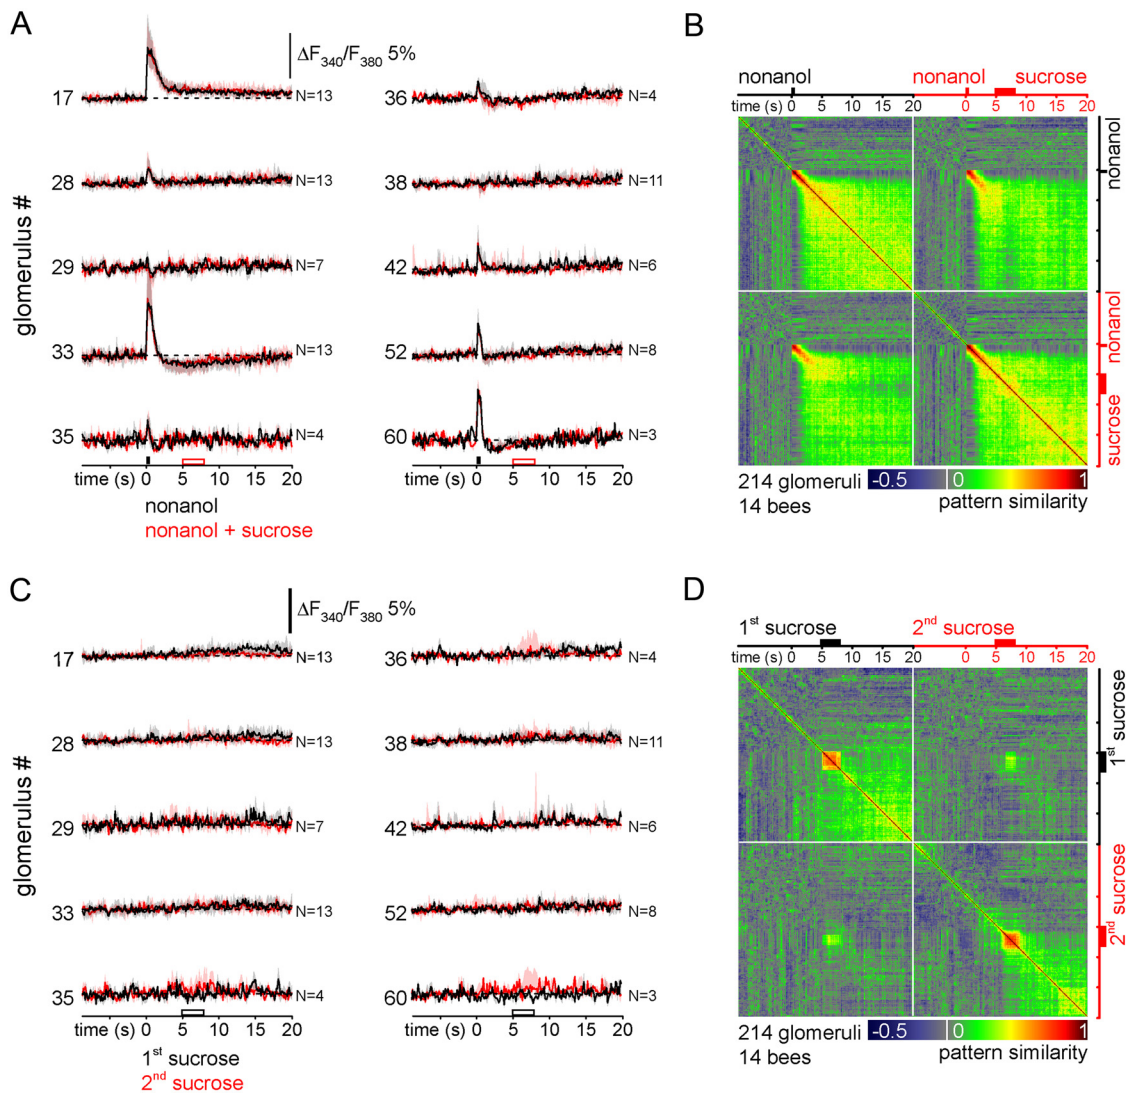 A
ΔF340/F380 5%
glomerulus #
17
N=13
36
N=4
28
N=13
38
N=11
29
N=7
42
N=6
33
N=13
52
N=8
35
N=4
60
N=3
time (s) 0 5 10 15 20
time (s) 0 5 10 15 20
nonanol
nonanol + sucrose
B
nonanol
nonanol sucrose
time (s) 0 5 10 15 20 0 5 10 15 20
nonanol
nonanol
sucrose
214 glomeruli
14 bees
-0.5 0 1
pattern similarity
C
ΔF340/F380 5%
glomerulus #
17
N=13
36
N=4
28
N=13
38
N=11
29
N=7
42
N=6
33
N=13
52
N=8
35
N=4
60
N=3
time (s) 0 5 10 15 20
time (s) 0 5 10 15 20
1st sucrose
2nd sucrose
D
1st sucrose
2nd sucrose
time (s) 0 5 10 15 20 0 5 10 15 20
1st sucrose
2nd sucrose
214 glomeruli
14 bees
-0.5 0 1
pattern similarity